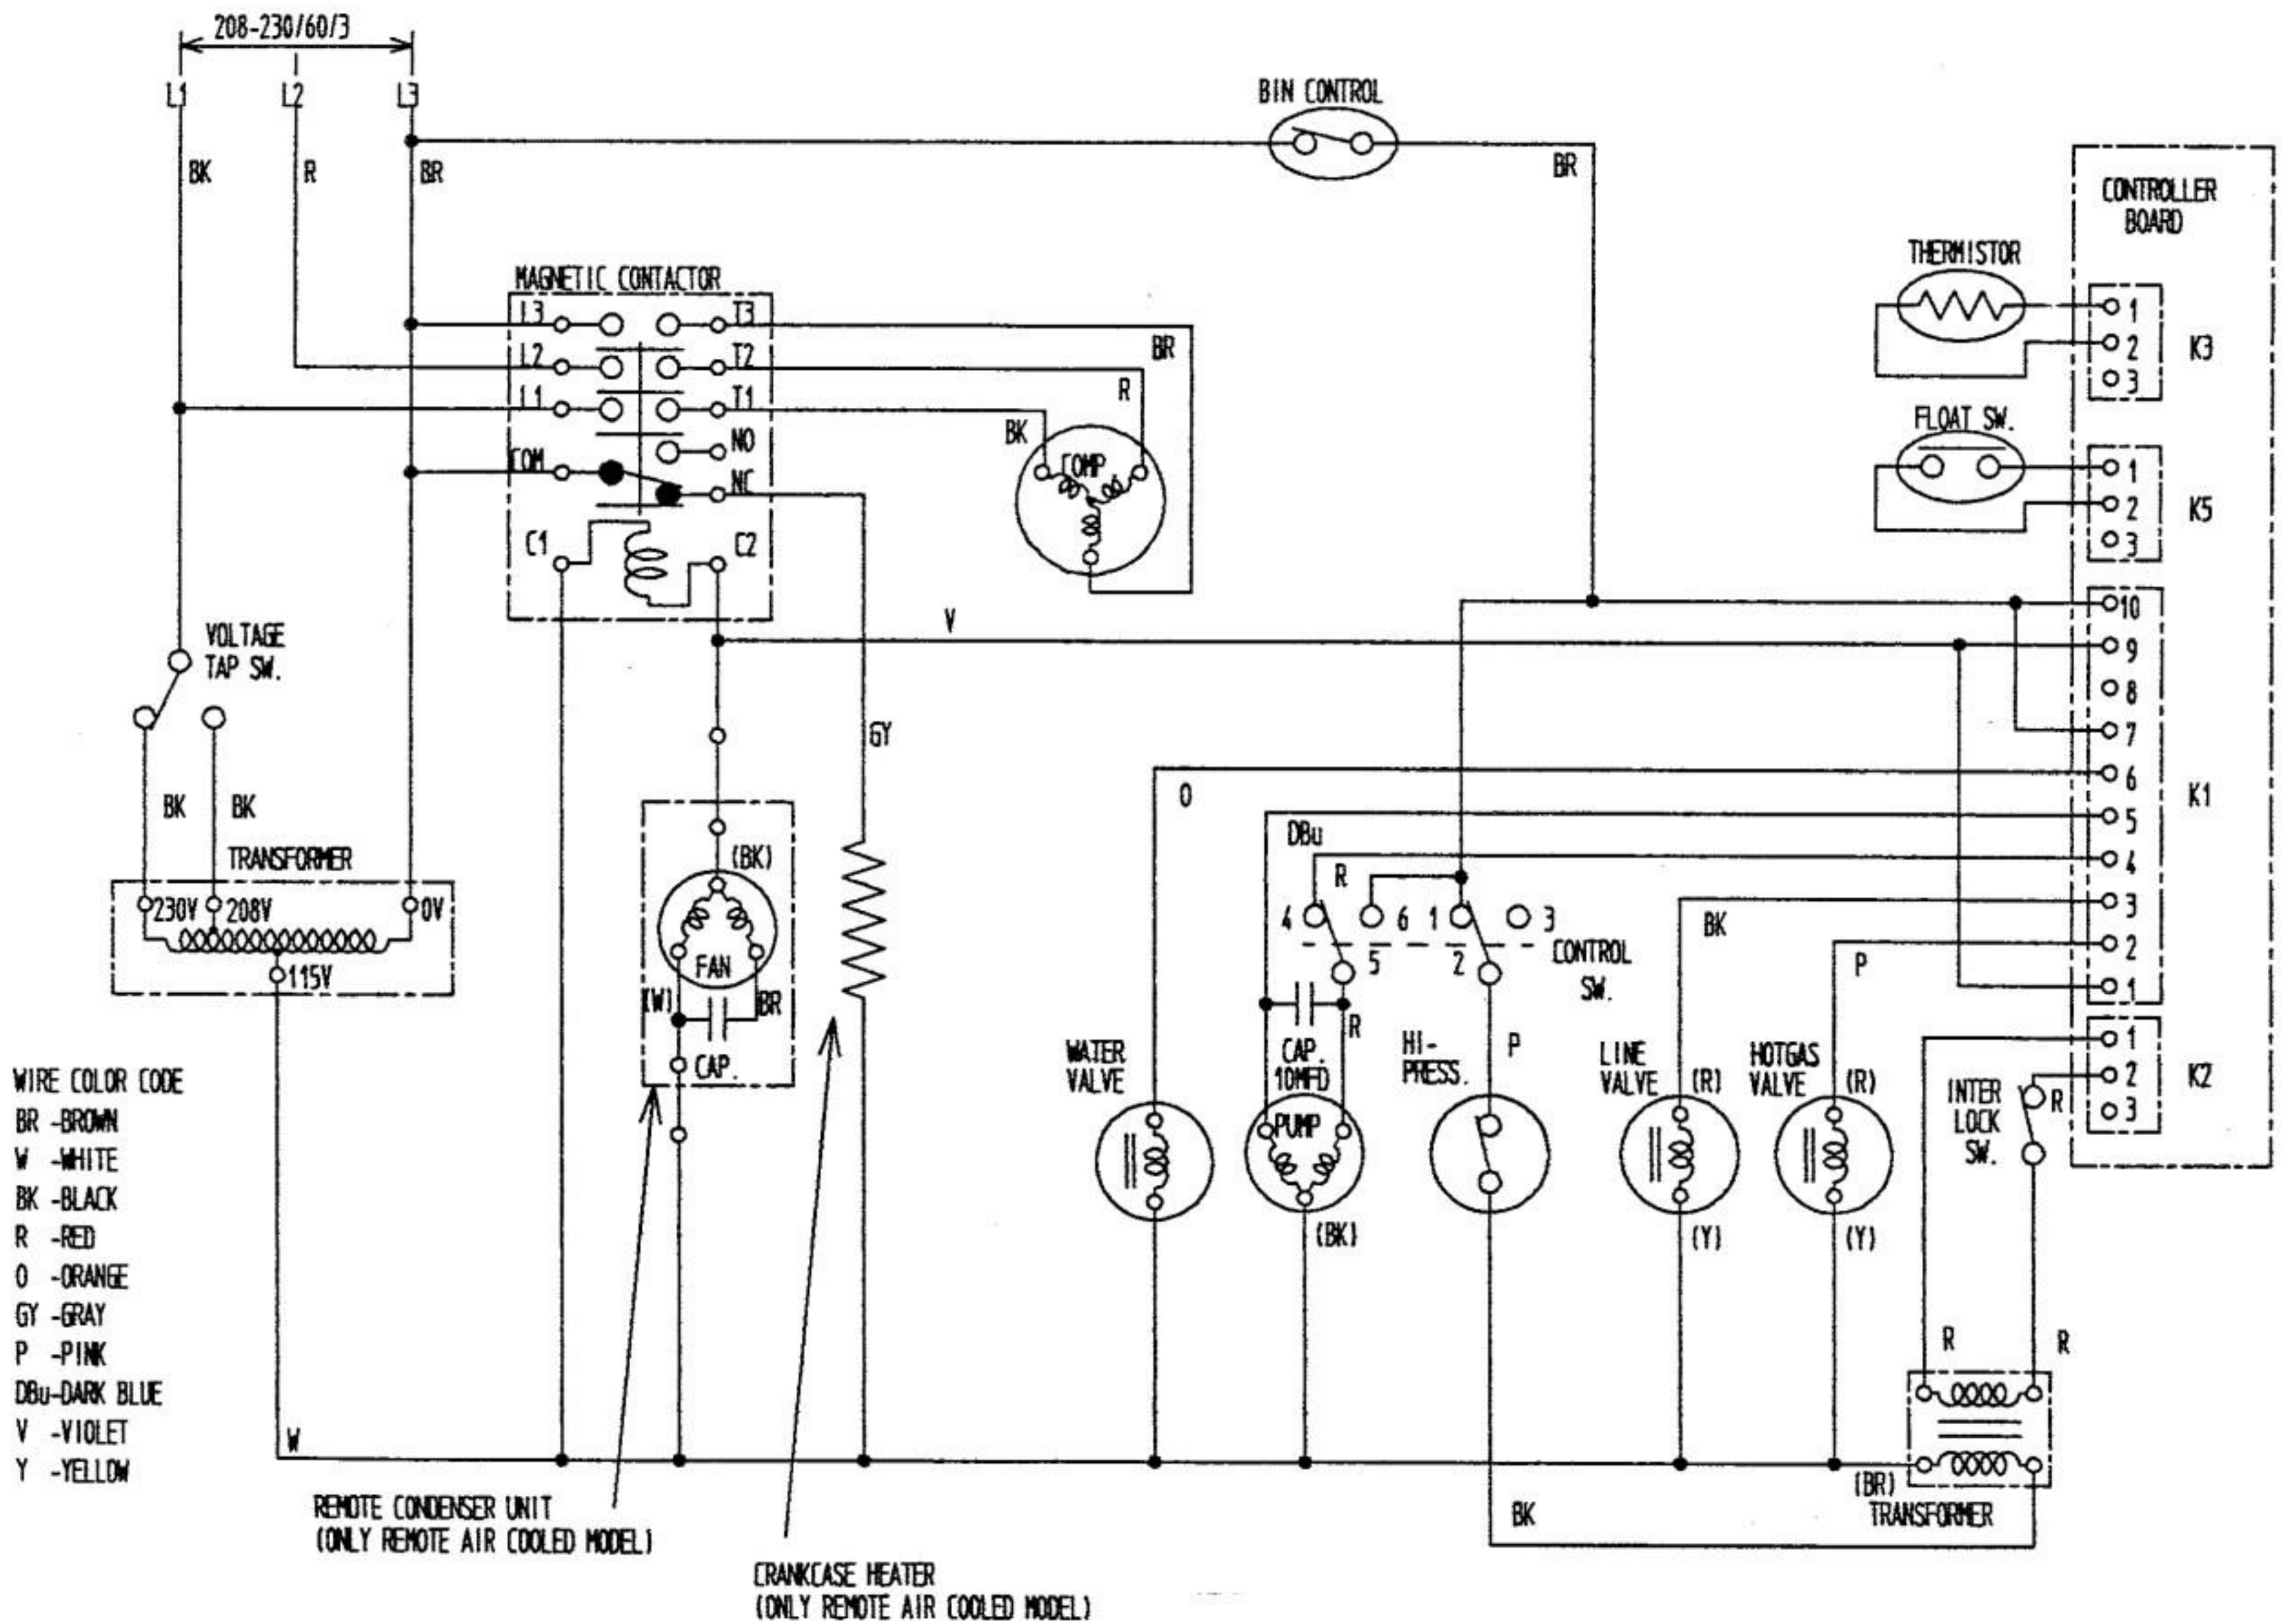 208-230/60/3
L1 L2 L3
BIN CONTROL
BK R BR
BR
CONTROLLER
BOARD
THERMISTOR
1
2 K3
3
MAGNETIC CONTACTOR
L3 T3
L2 T2
L1 T1
NO
COM NC
C1 C2
BR
R
BK
COMP
FLOAT SW.
1
2 K5
3
VOLTAGE
TAP SW.
V
10
9
8
7
6
5
4
3
2
1
K1
GY
O
BK BK
TRANSFORMER
230V 208V 0V
115V
(BK)
FAN
(W) BR
CAP.
DBu
R
4 6 1 3
5 2
CONTROL
SW.
BK
P
R
P
CAP.
10MFD
WATER
VALVE
PUMP
(BK)
HI-
PRESS.
LINE
VALVE (R)
(Y)
HOTGAS
VALVE (R)
(Y)
INTER
LOCK
SW.
R
1
2 K2
3
R R
WIRE COLOR CODE
BR -BROWN
W -WHITE
BK -BLACK
R -RED
O -ORANGE
GY -GRAY
P -PINK
DBu-DARK BLUE
V -VIOLET
Y -YELLOW
W
(BR)
TRANSFORMER
BK
REMOTE CONDENSER UNIT
(ONLY REMOTE AIR COOLED MODEL)
CRANKCASE HEATER
(ONLY REMOTE AIR COOLED MODEL)